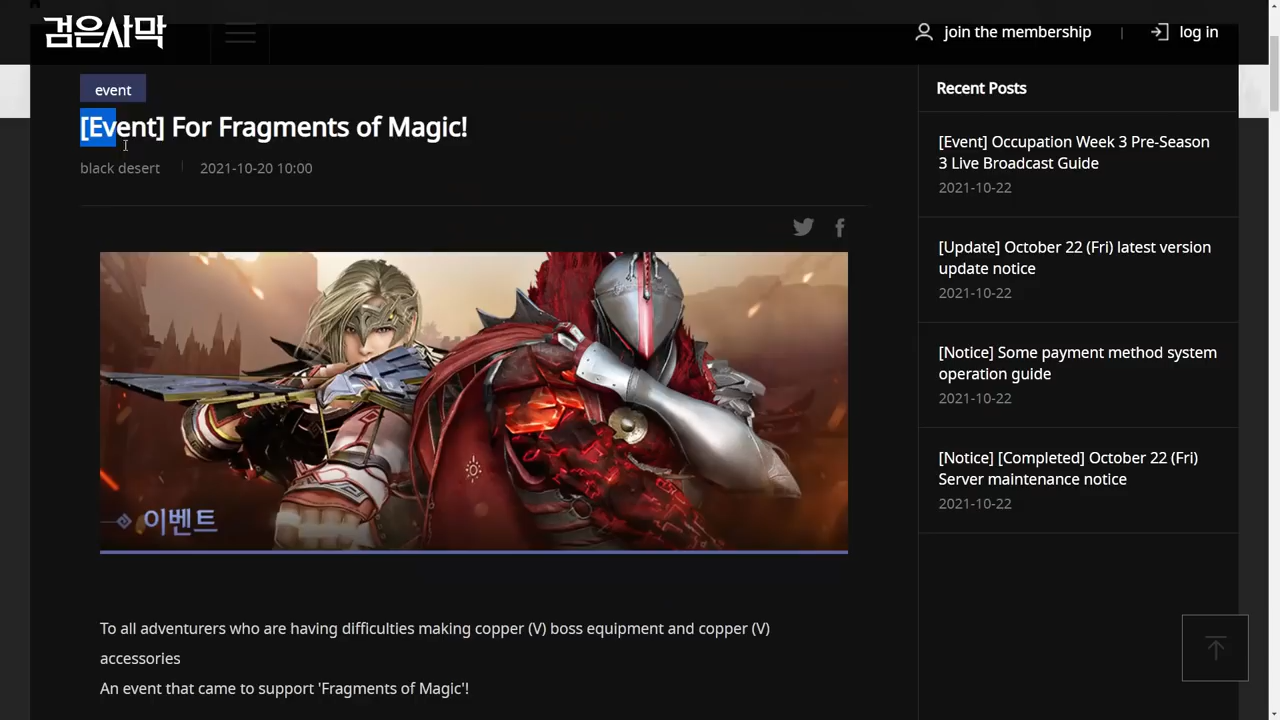 검은사막
join the membership
log in
event
[Event] For Fragments of Magic!
black desert
2021-10-20 10:00
이벤트
To all adventurers who are having difficulties making copper (V) boss equipment and copper (V)
accessories
An event that came to support 'Fragments of Magic'!
Recent Posts
[Event] Occupation Week 3 Pre-Season
3 Live Broadcast Guide
2021-10-22
[Update] October 22 (Fri) latest version
update notice
2021-10-22
[Notice] Some payment method system
operation guide
2021-10-22
[Notice] [Completed] October 22 (Fri)
Server maintenance notice
2021-10-22